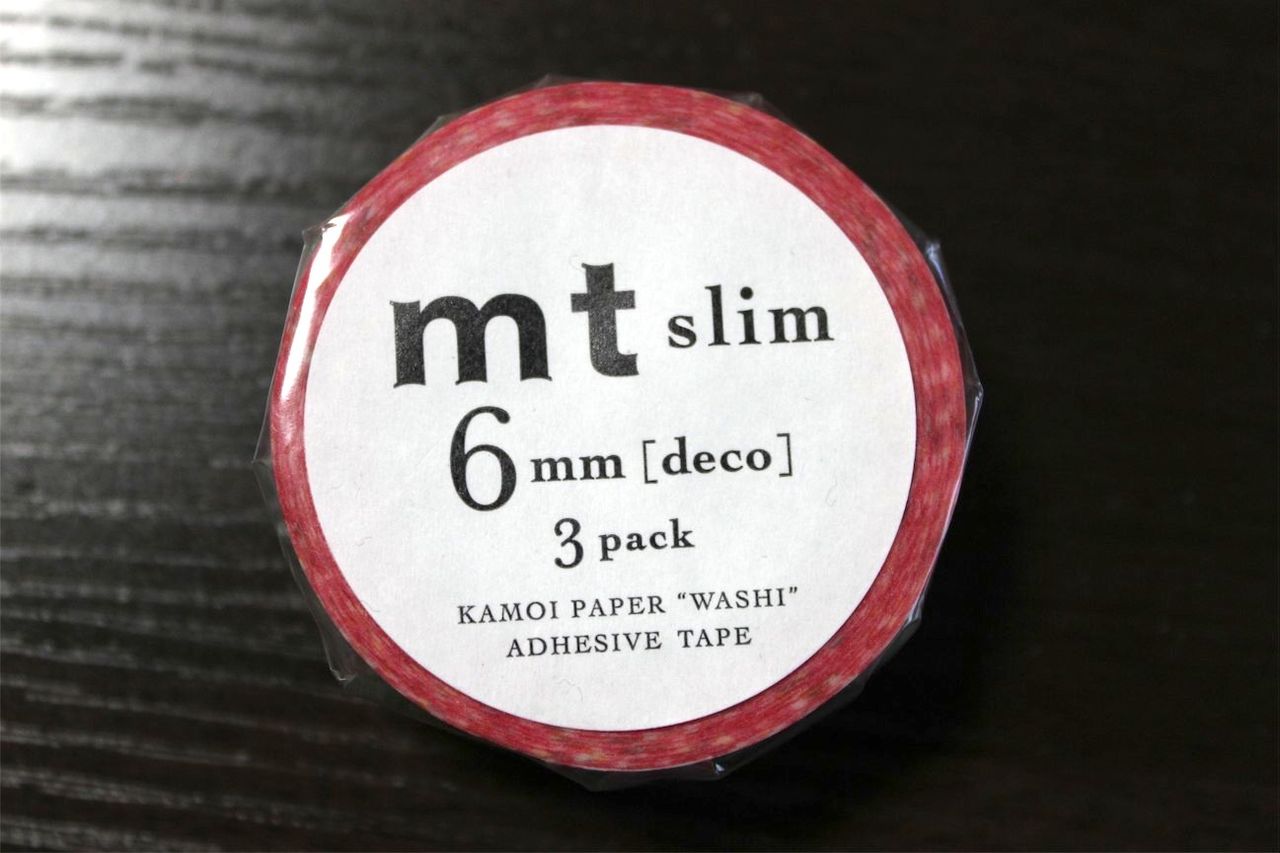 mt slim
6 mm [deco]
3 pack
KAMOI PAPER “WASHI”
ADHESIVE TAPE